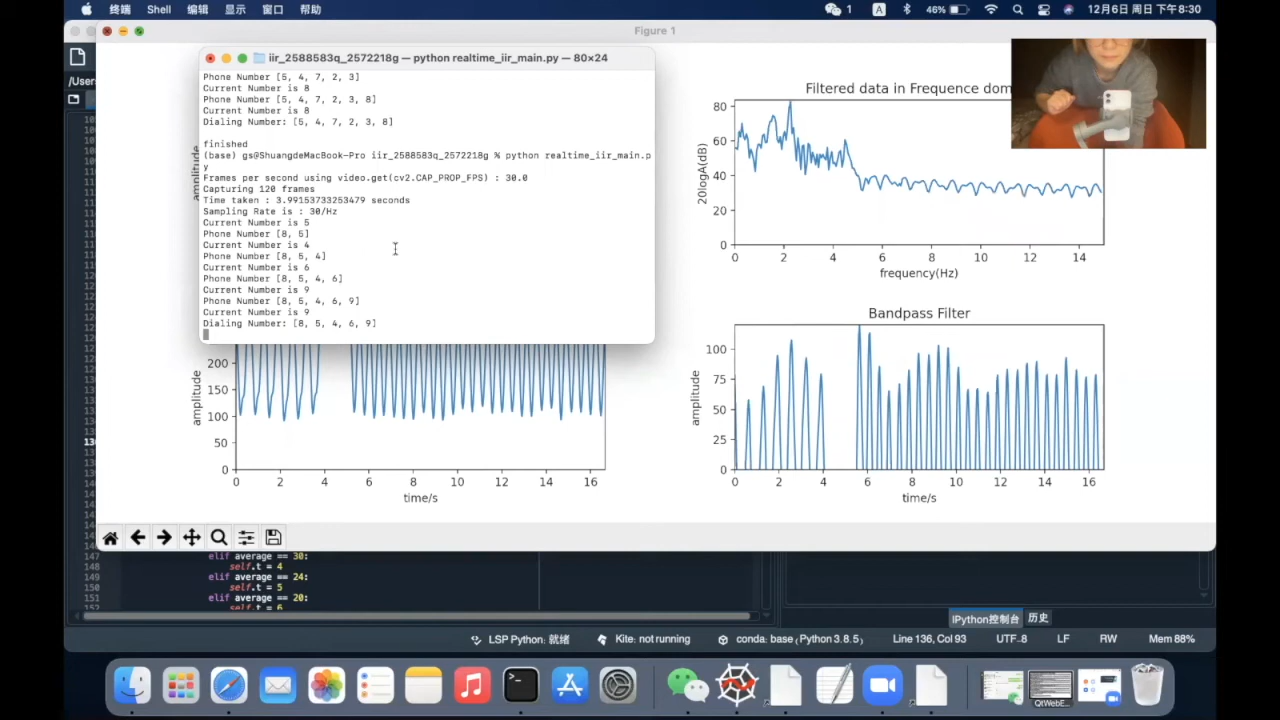 终端 Shell 编辑 显示 窗口 帮助
1 A 46% 12月6日 周日 下午8:30
Figure 1
iir_2588583q_2572218g — python realtime_iir_main.py — 80×24
/Users
Phone Number [5, 4, 7, 2, 3]
Current Number is 8
Phone Number [5, 4, 7, 2, 3, 8]
Current Number is 8
Dialing Number: [5, 4, 7, 2, 3, 8]
finished
(base) gs@ShuangdeMacBook-Pro iir_2588583q_2572218g % python realtime_iir_main.p
y
Frames per second using video.get(cv2.CAP_PROP_FPS) : 30.0
Capturing 120 frames
Time taken : 3.99153733253479 seconds
Sampling Rate is : 30/Hz
Current Number is 5
Phone Number [8, 5]
Current Number is 4
Phone Number [8, 5, 4]
Current Number is 6
Phone Number [8, 5, 4, 6]
Current Number is 9
Phone Number [8, 5, 4, 6, 9]
Current Number is 9
Dialing Number: [8, 5, 4, 6, 9]
Filtered data in Frequence dom
80
60
40
20
0
20logA(dB)
0 2 4 6 8 10 12 14
frequency(Hz)
amplitude
200
150
100
50
0
amplitude
0 2 4 6 8 10 12 14 16
time/s
Bandpass Filter
100
75
50
25
0
amplitude
0 2 4 6 8 10 12 14 16
time/s
147 elif average == 30:
148 self.t = 4
149 elif average == 24:
150 self.t = 5
151 elif average == 20:
152 self.t = 6
IPython控制台 历史
LSP Python: 就绪 Kite: not running conda: base (Python 3.8.5) Line 136, Col 93 UTF-8 LF RW Mem 88%
QtWebE...